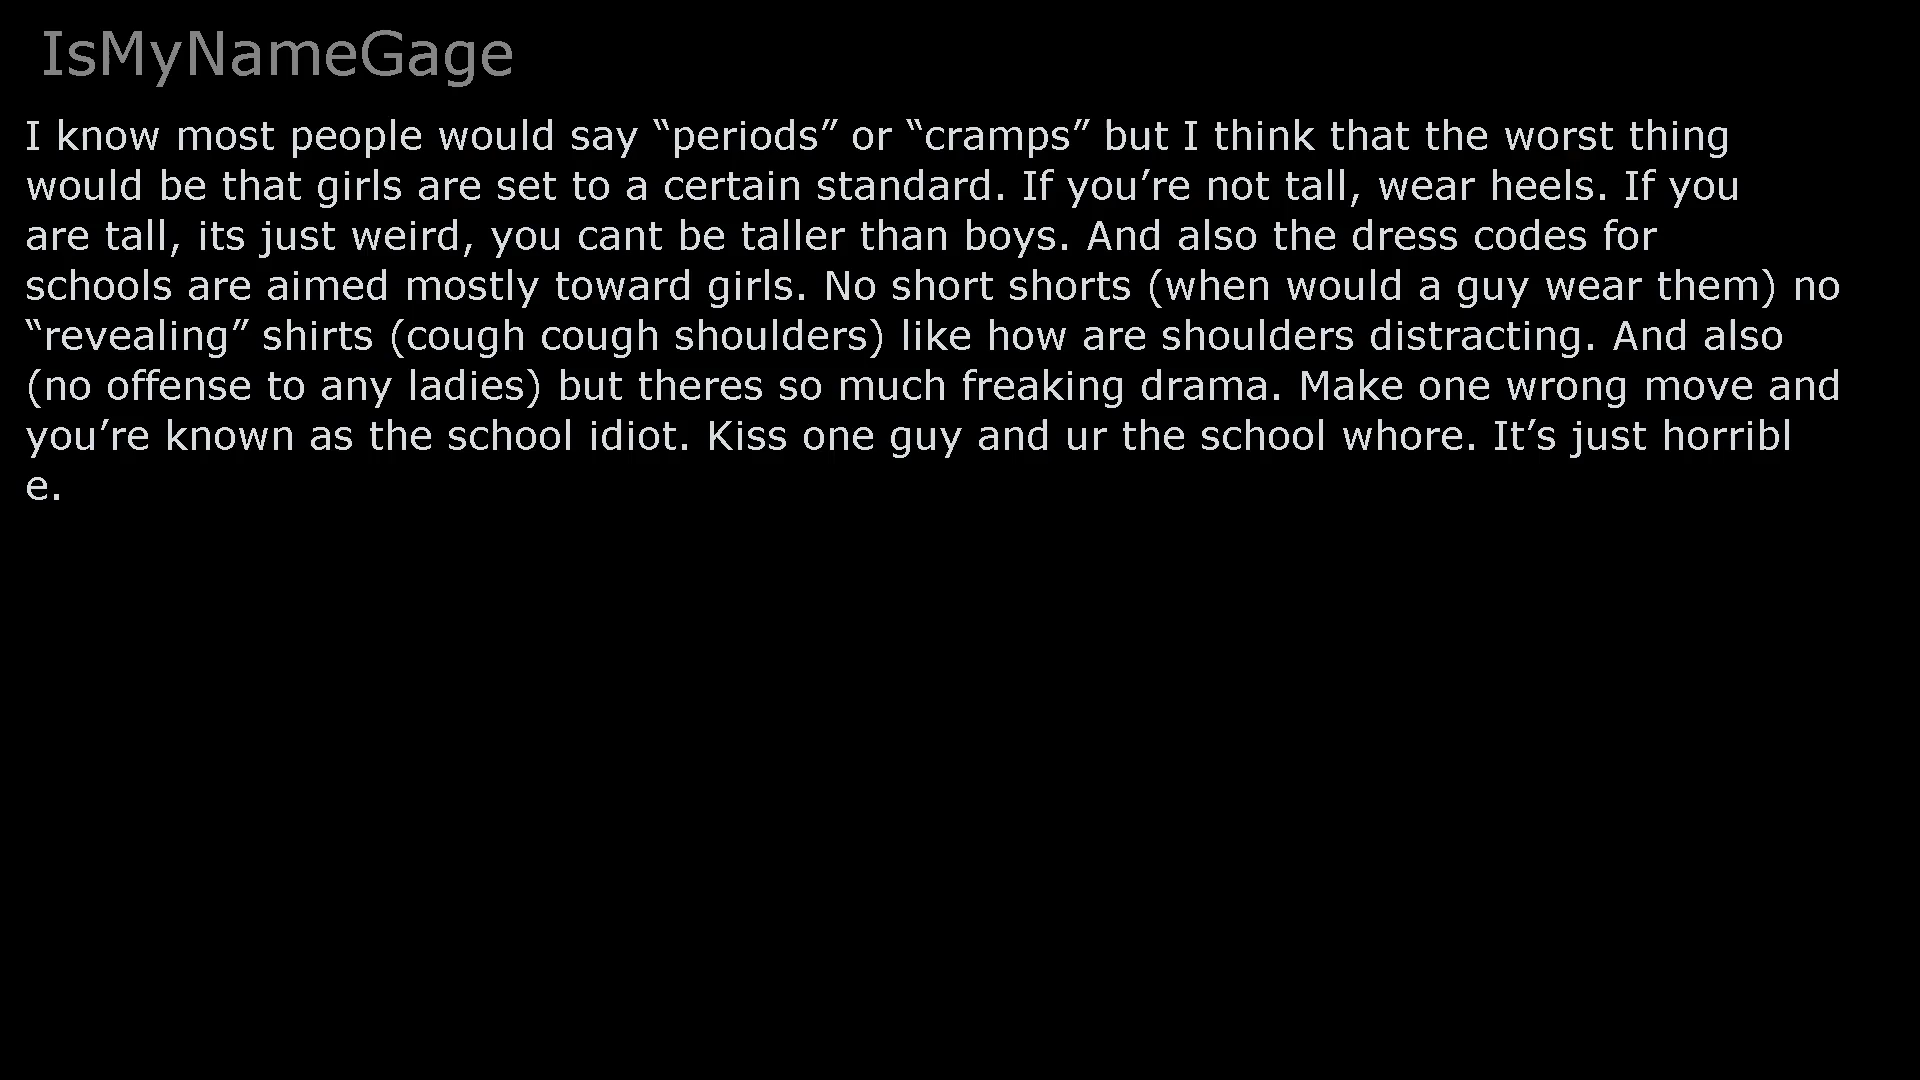 IsMyNameGage
I know most people would say “periods” or “cramps” but I think that the worst thing
would be that girls are set to a certain standard. If you’re not tall, wear heels. If you
are tall, its just weird, you cant be taller than boys. And also the dress codes for
schools are aimed mostly toward girls. No short shorts (when would a guy wear them) no
“revealing” shirts (cough cough shoulders) like how are shoulders distracting. And also
(no offense to any ladies) but theres so much freaking drama. Make one wrong move and
you’re known as the school idiot. Kiss one guy and ur the school whore. It’s just horribl
e.